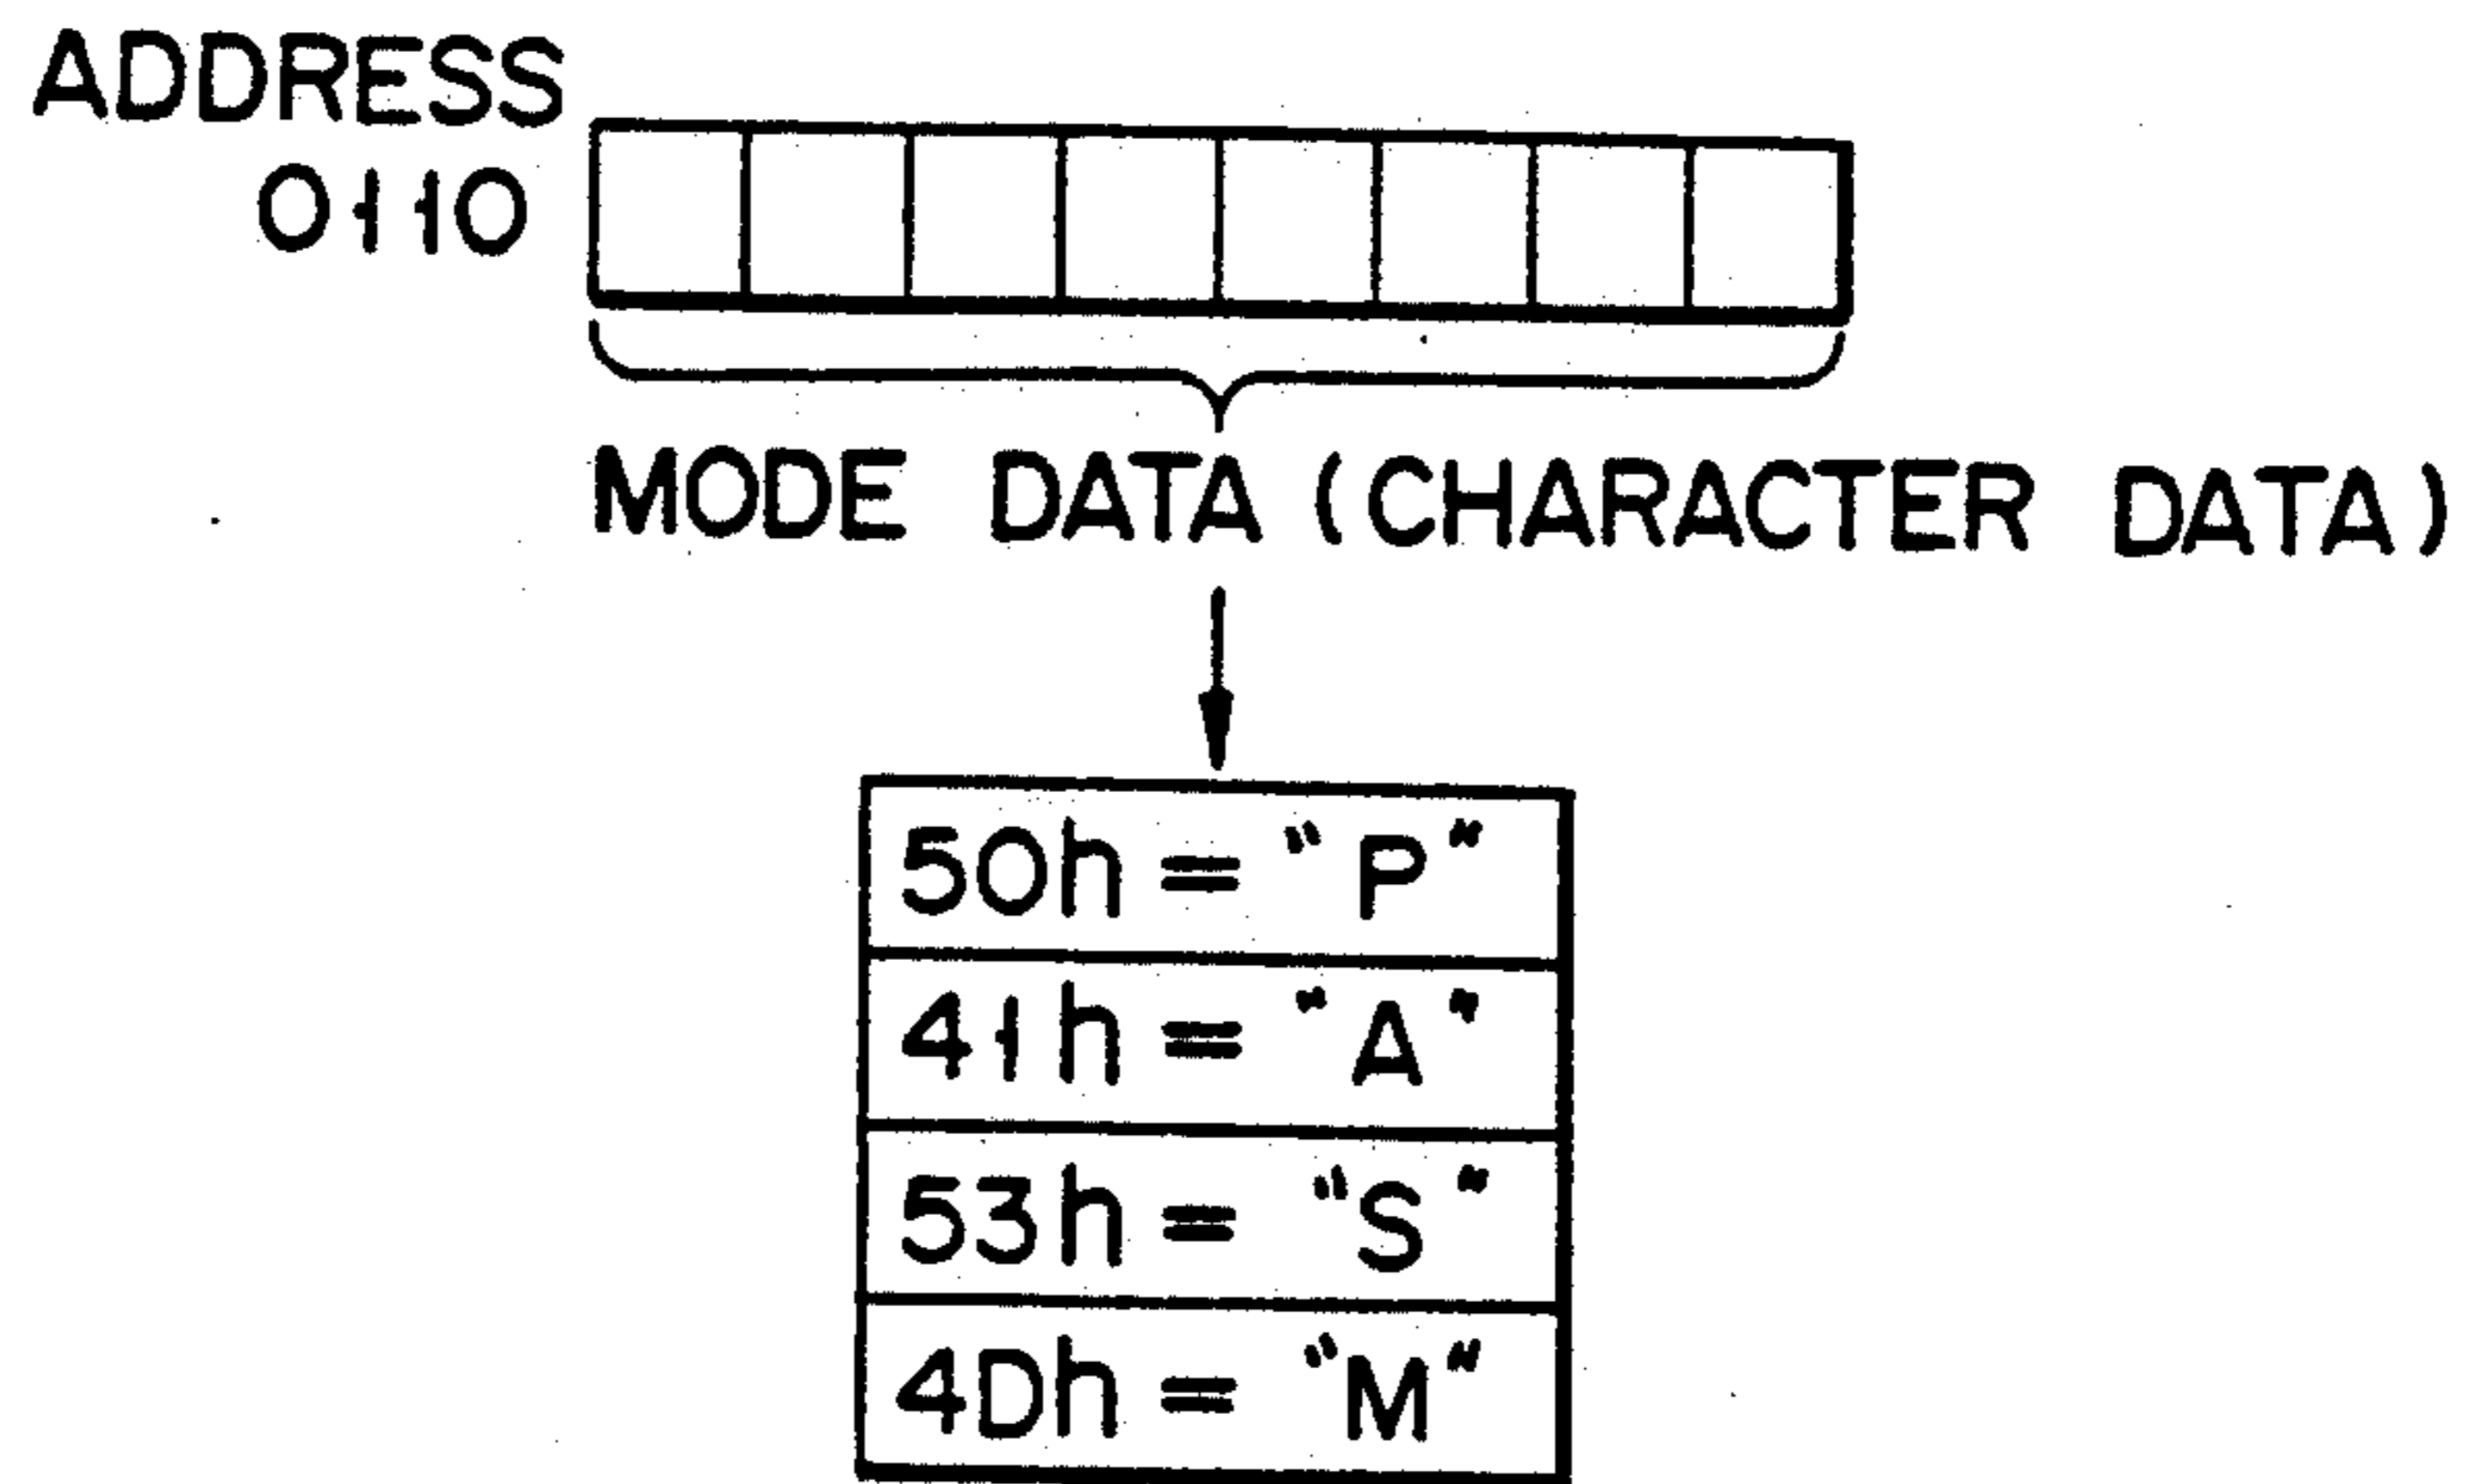 ADDRESS
0110
MODE DATA (CHARACTER DATA)
50h = "P"
41h = "A"
53h = "S"
4Dh = "M"